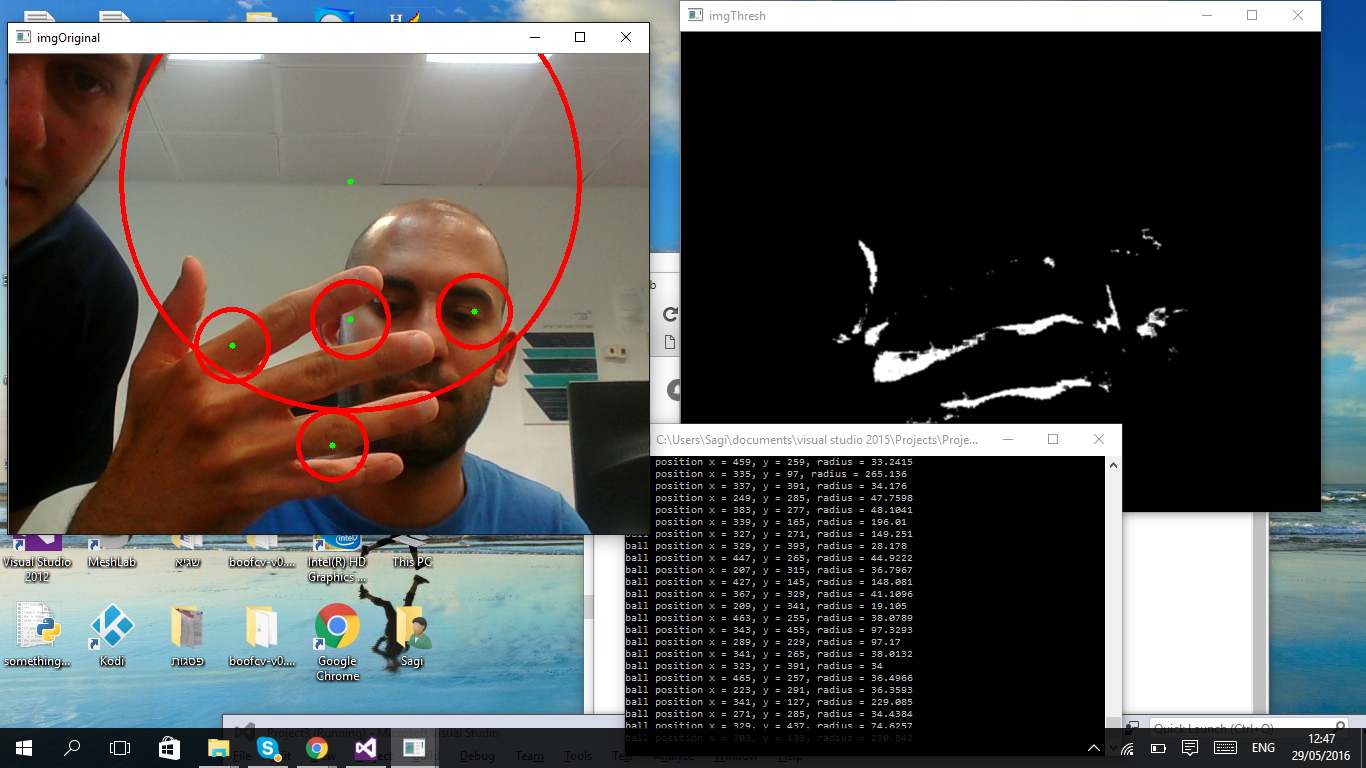 imgOriginal
imgThresh
b
C:\Users\Sagi\documents\visual studio 2015\Projects\Proje...
position x = 459, y = 259, radius = 33.2415
position x = 335, y = 97, radius = 265.136
position x = 337, y = 391, radius = 34.176
position x = 249, y = 285, radius = 47.7598
position x = 383, y = 277, radius = 48.1041
position x = 339, y = 165, radius = 196.01
position x = 327, y = 271, radius = 149.251
ball position x = 329, y = 393, radius = 28.178
ball position x = 447, y = 265, radius = 44.9222
ball position x = 207, y = 315, radius = 36.7967
ball position x = 427, y = 145, radius = 148.081
ball position x = 367, y = 329, radius = 41.1096
ball position x = 209, y = 341, radius = 19.105
ball position x = 463, y = 255, radius = 38.0789
ball position x = 343, y = 455, radius = 97.3293
ball position x = 289, y = 229, radius = 97.17
ball position x = 341, y = 265, radius = 38.0132
ball position x = 323, y = 391, radius = 34
ball position x = 465, y = 257, radius = 36.4966
ball position x = 223, y = 291, radius = 36.3593
ball position x = 341, y = 127, radius = 229.085
ball position x = 271, y = 285, radius = 34.4384
ball position x = 329, y = 437, radius = 74.6257
ball position x = 303, y = 133, radius = 230.842
Visual Studio
2012
MeshLab
שגיא
boofcv-v0....
Intel(R) HD
Graphics ...
This PC
something...
Kodi
פסגות
boofcv-v0....
Google
Chrome
Sagi
Project3 (Running) - Microsoft Visual Studio
Quick Launch (Ctrl+Q)
File Debug Team Tools Test Analyze Window Help
ENG
12:47
29/05/2016